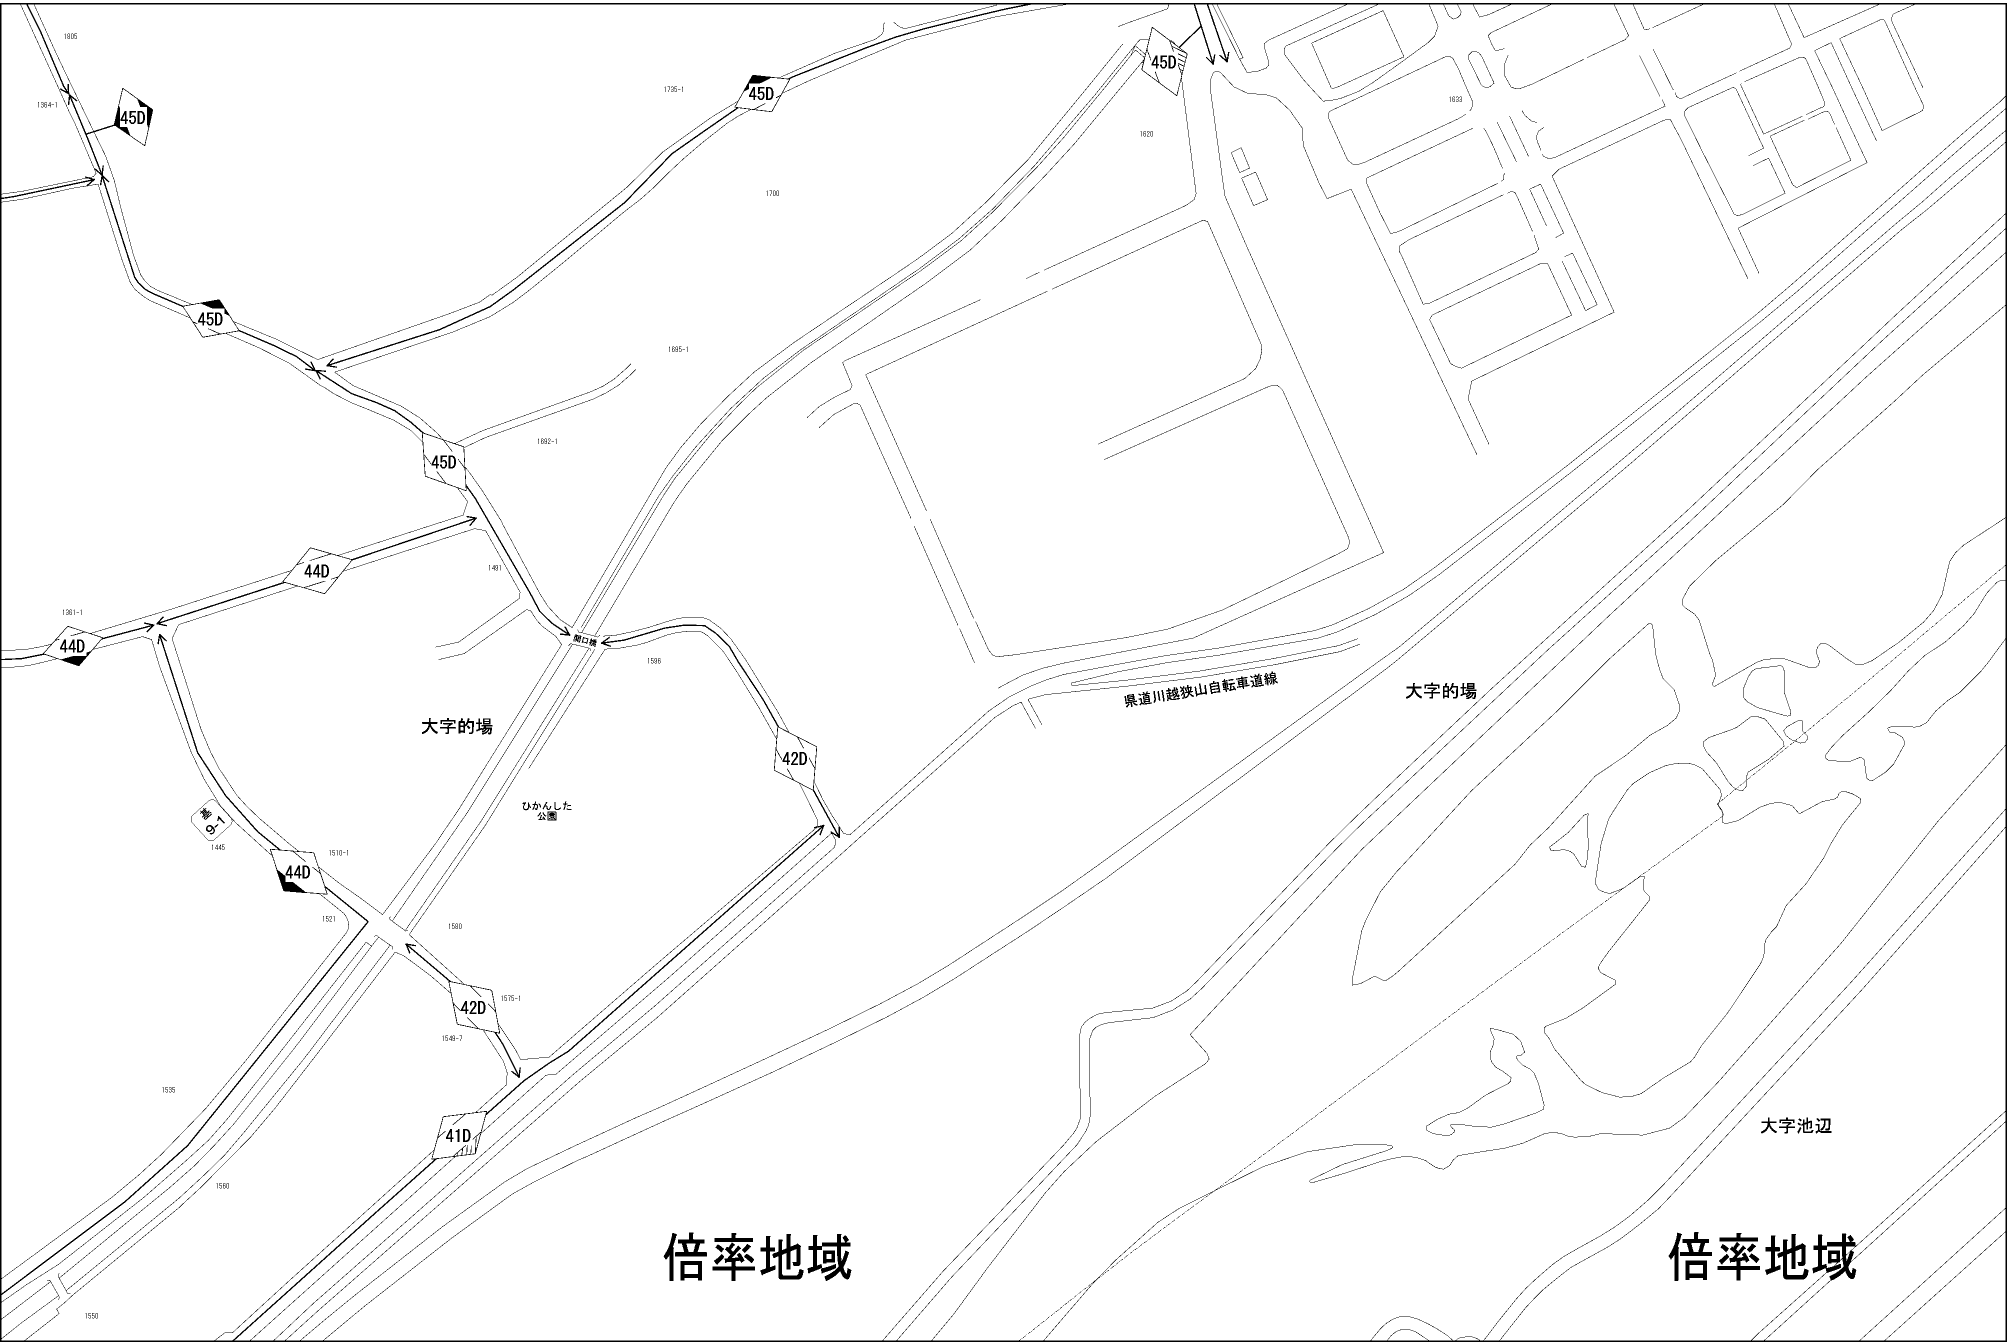 1805
45D
1364-1
45D
1735-1
45D
1633
45D
1620
1700
45D
1695-1
1692-1
45D
44D
1491
1361-1
44D
関口橋
1596
県道川越狭山自転車道線
大字的場
大字的場
42D
ひかんした
公園
基
9-1
1445
1510-1
44D
1521
1580
1575-1
42D
1549-7
1535
41D
大字池辺
1560
倍率地域
倍率地域
1550